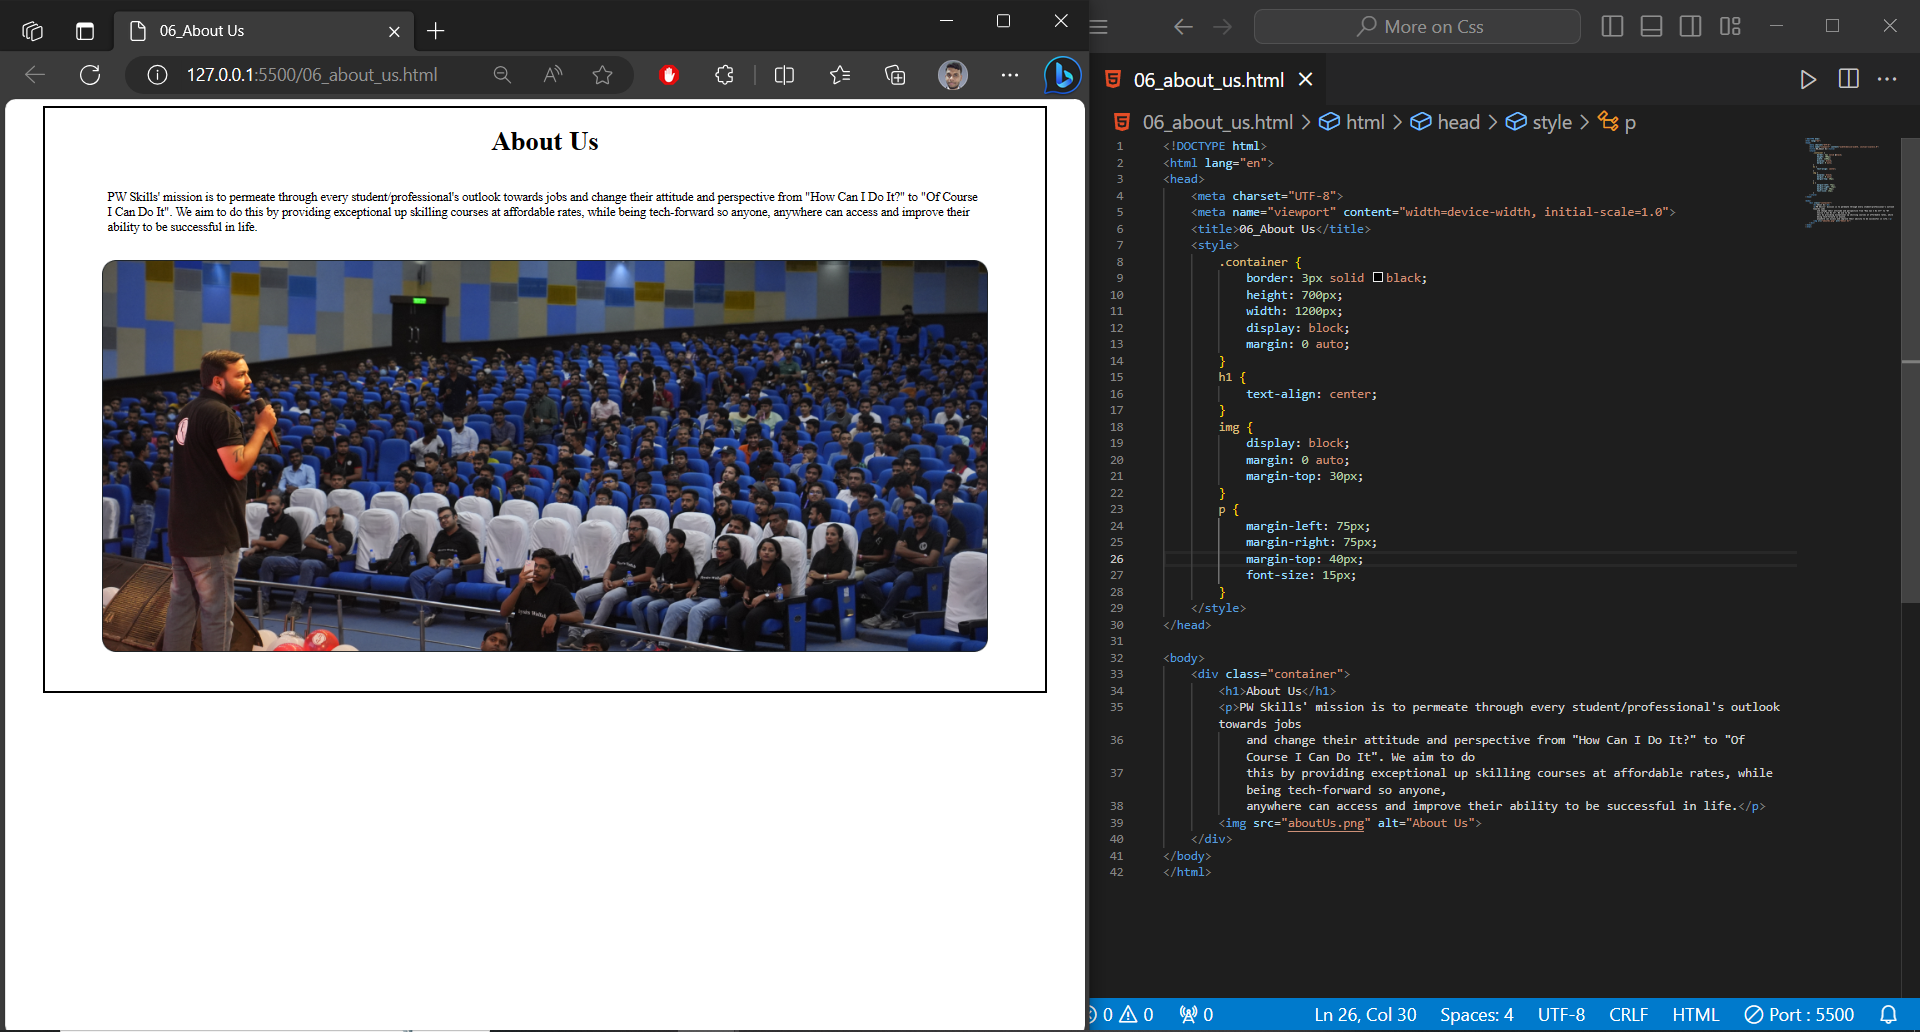 06_About Us
127.0.0.1:5500/06_about_us.html
About Us
PW Skills' mission is to permeate through every student/professional's outlook towards jobs and change their attitude and perspective from "How Can I Do It?" to "Of Course
I Can Do It". We aim to do this by providing exceptional up skilling courses at affordable rates, while being tech-forward so anyone, anywhere can access and improve their
ability to be successful in life.
More on Css
06_about_us.html
06_about_us.html > html > head > style > p
1 <!DOCTYPE html>
2 <html lang="en">
3 <head>
4 <meta charset="UTF-8">
5 <meta name="viewport" content="width=device-width, initial-scale=1.0">
6 <title>06_About Us</title>
7 <style>
8 .container {
9 border: 3px solid black;
10 height: 700px;
11 width: 1200px;
12 display: block;
13 margin: 0 auto;
14 }
15 h1 {
16 text-align: center;
17 }
18 img {
19 display: block;
20 margin: 0 auto;
21 margin-top: 30px;
22 }
23 p {
24 margin-left: 75px;
25 margin-right: 75px;
26 margin-top: 40px;
27 font-size: 15px;
28 }
29 </style>
30 </head>
31
32 <body>
33 <div class="container">
34 <h1>About Us</h1>
35 <p>PW Skills' mission is to permeate through every student/professional's outlook
towards jobs
36 and change their attitude and perspective from "How Can I Do It?" to "Of
Course I Can Do It". We aim to do
37 this by providing exceptional up skilling courses at affordable rates, while
being tech-forward so anyone,
38 anywhere can access and improve their ability to be successful in life.</p>
39 <img src="aboutUs.png" alt="About Us">
40 </div>
41 </body>
42 </html>
0 0 0 Ln 26, Col 30 Spaces: 4 UTF-8 CRLF HTML Port : 5500